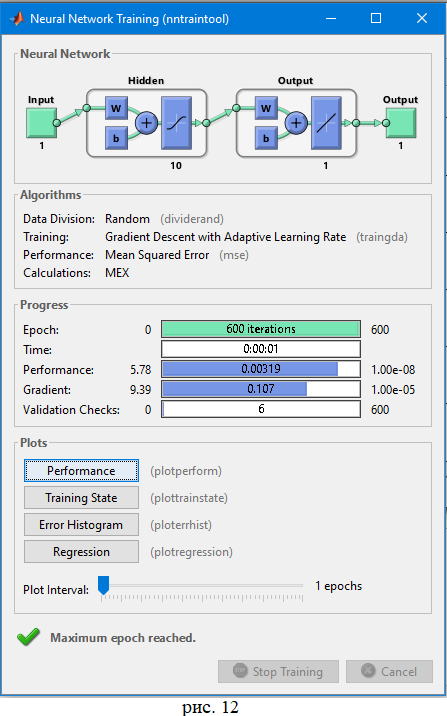 Neural Network Training (nntraintool)
Neural Network
Hidden Output
Input Output
W W
b b
1 1
10 1
Algorithms
Data Division: Random (dividerand)
Training: Gradient Descent with Adaptive Learning Rate (traingda)
Performance: Mean Squared Error (mse)
Calculations: MEX
Progress
Epoch: 0 600 iterations 600
Time: 0:00:01
Performance: 5.78 0.00319 1.00e-08
Gradient: 9.39 0.107 1.00e-05
Validation Checks: 0 6 600
Plots
Performance (plotperform)
Training State (plottrainstate)
Error Histogram (ploterrhist)
Regression (plotregression)
Plot Interval: 1 epochs
Maximum epoch reached.
Stop Training Cancel
рис. 12